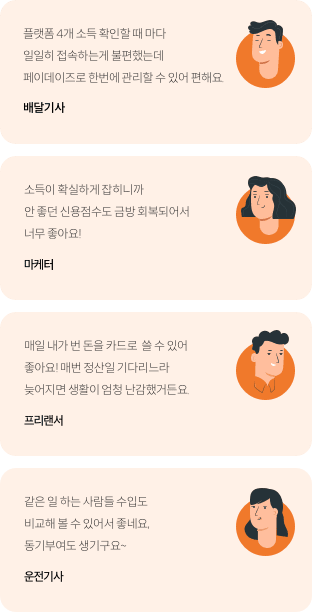 플랫폼 4개 소득 확인할 때 마다
일일히 접속하는게 불편했는데
페이데이즈로 한번에 관리할 수 있어 편해요.
배달기사
소득이 확실하게 잡히니까
안 좋던 신용점수도 금방 회복되어서
너무 좋아요!
마케터
매일 내가 번 돈을 카드로 쓸 수 있어
좋아요! 매번 정산일 기다리느라
늦어지면 생활이 엄청 난감했거든요.
프리랜서
같은 일 하는 사람들 수입도
비교해 볼 수 있어서 좋네요,
동기부여도 생기구요~
운전기사